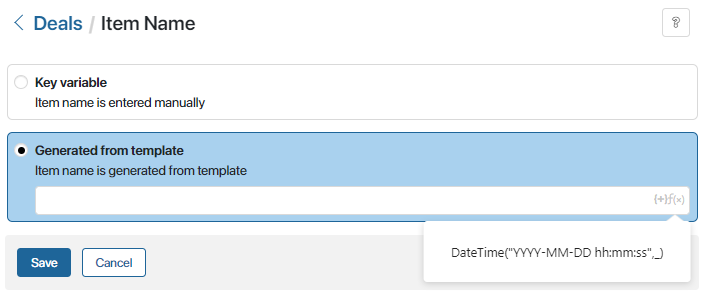 Deals / Item Name
?
Key variable
Item name is entered manually
Generated from template
Item name is generated from template
{+}f(×)
DateTime("YYYY-MM-DD hh:mm:ss",_)
Save Cancel